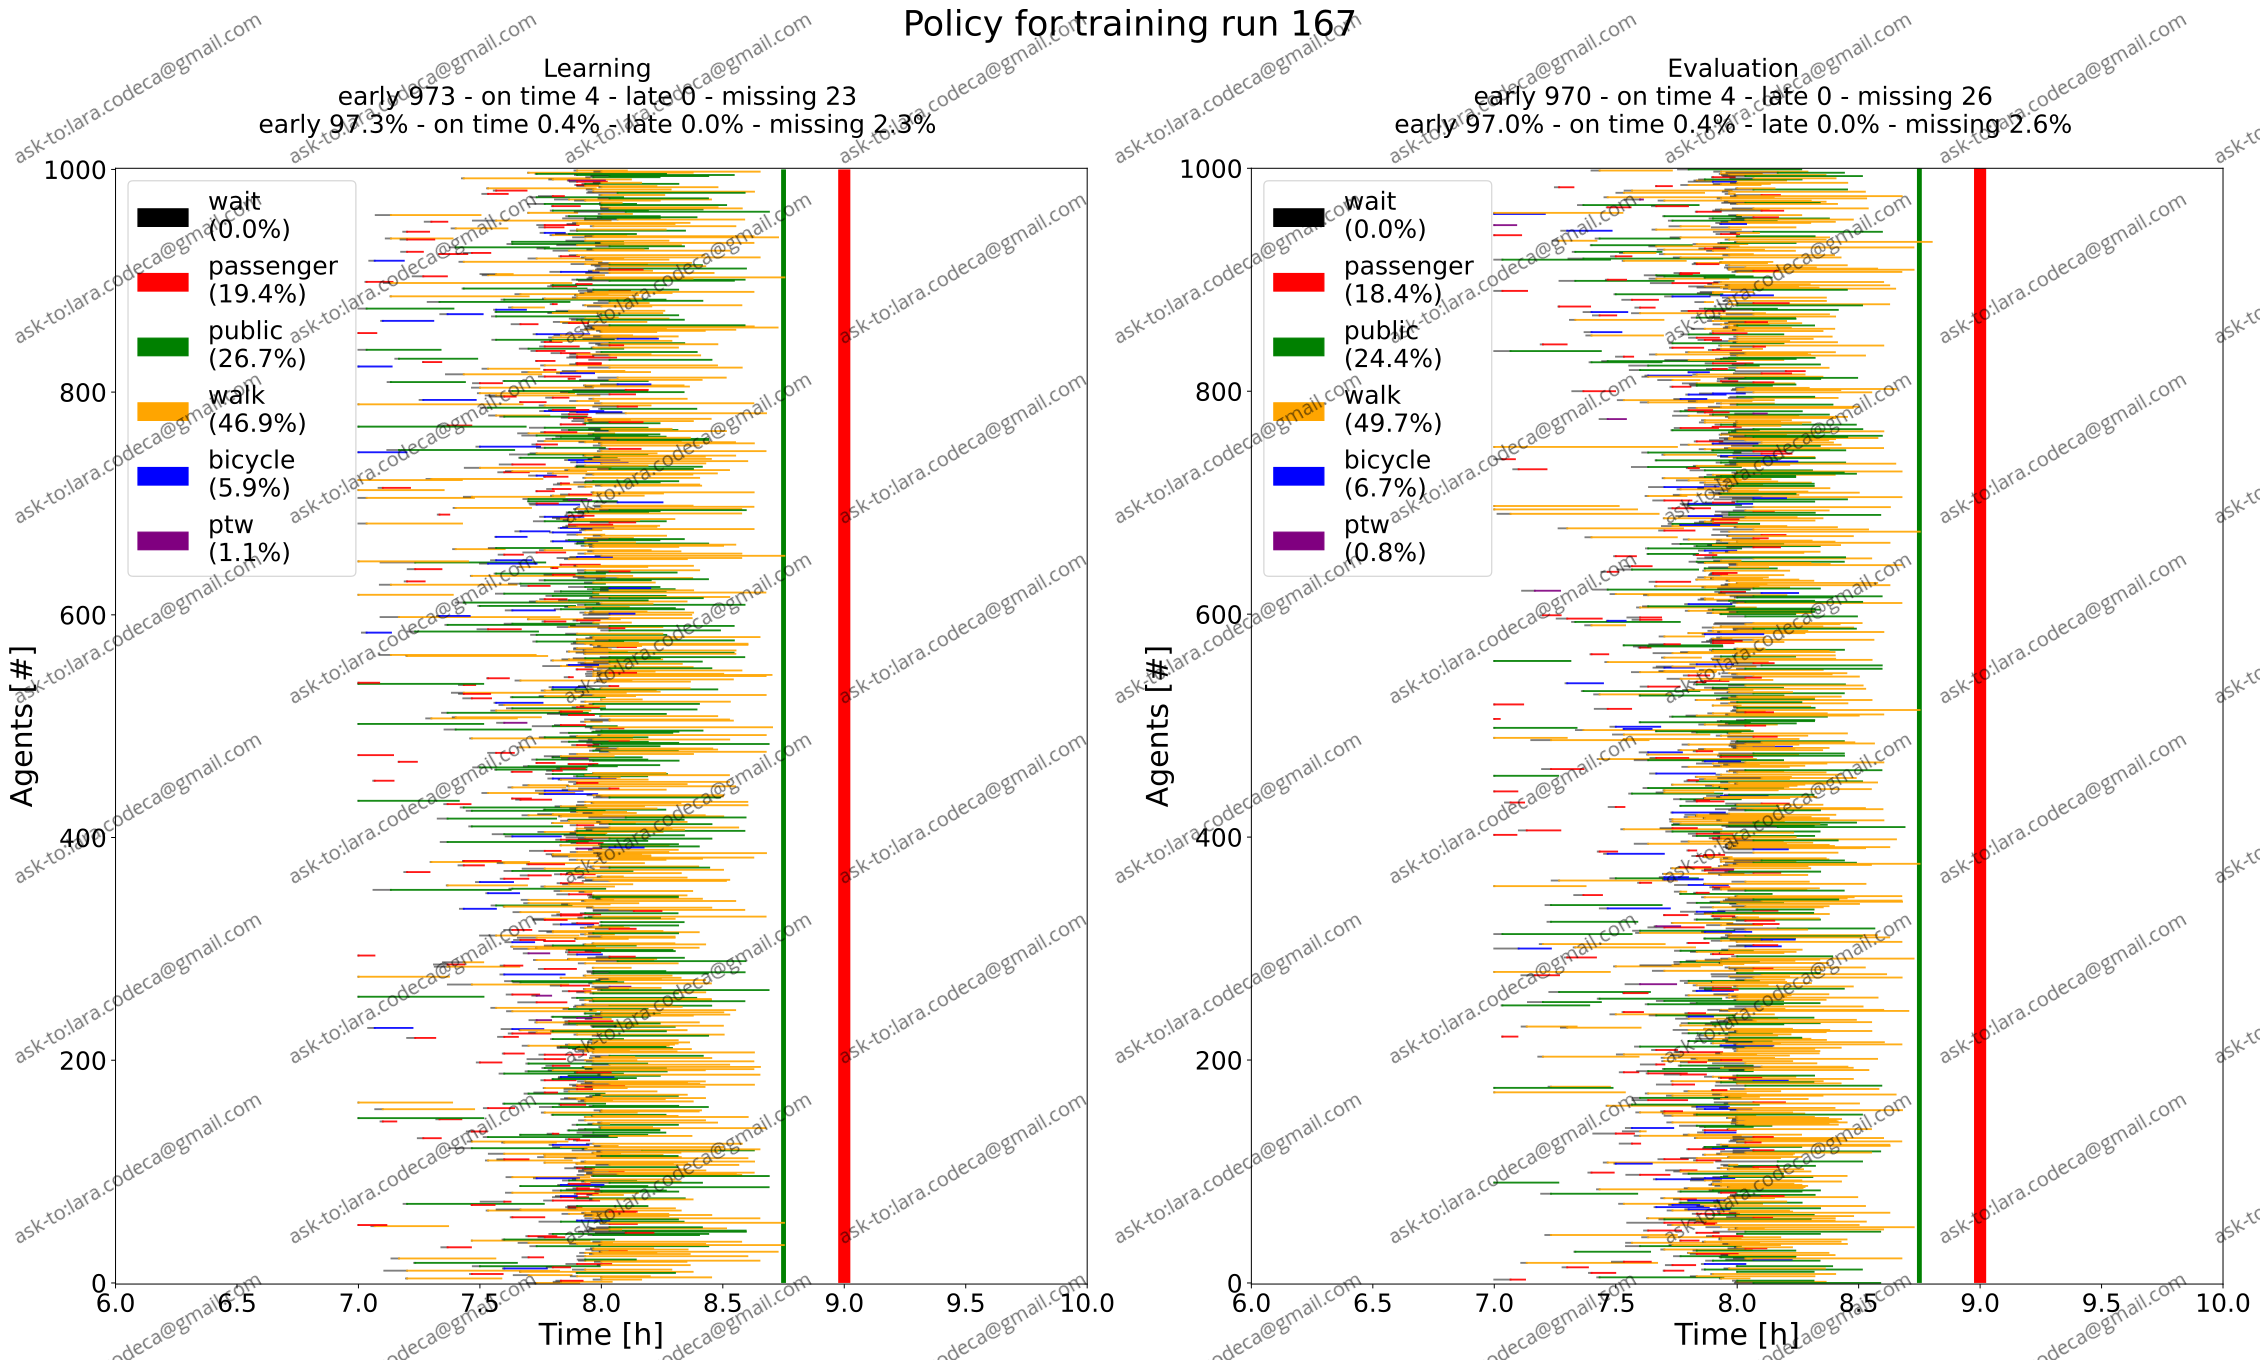 Policy for training run 167
Learning
early 973 - on time 4 - late 0 - missing 23
early 97.3% - on time 0.4% - late 0.0% - missing 2.3%
1000
800
600
400
200
0
Agents [#]
wait
(0.0%)
passenger
(19.4%)
public
(26.7%)
walk
(46.9%)
bicycle
(5.9%)
ptw
(1.1%)
6.0 6.5 7.0 7.5 8.0 8.5 9.0 9.5 10.0
Time [h]
Evaluation
early 970 - on time 4 - late 0 - missing 26
early 97.0% - on time 0.4% - late 0.0% - missing 2.6%
1000
800
600
400
200
0
Agents [#]
wait
(0.0%)
passenger
(18.4%)
public
(24.4%)
walk
(49.7%)
bicycle
(6.7%)
ptw
(0.8%)
6.0 6.5 7.0 7.5 8.0 8.5 9.0 9.5 10.0
Time [h]
ask-to:lara.codeca@gmail.com